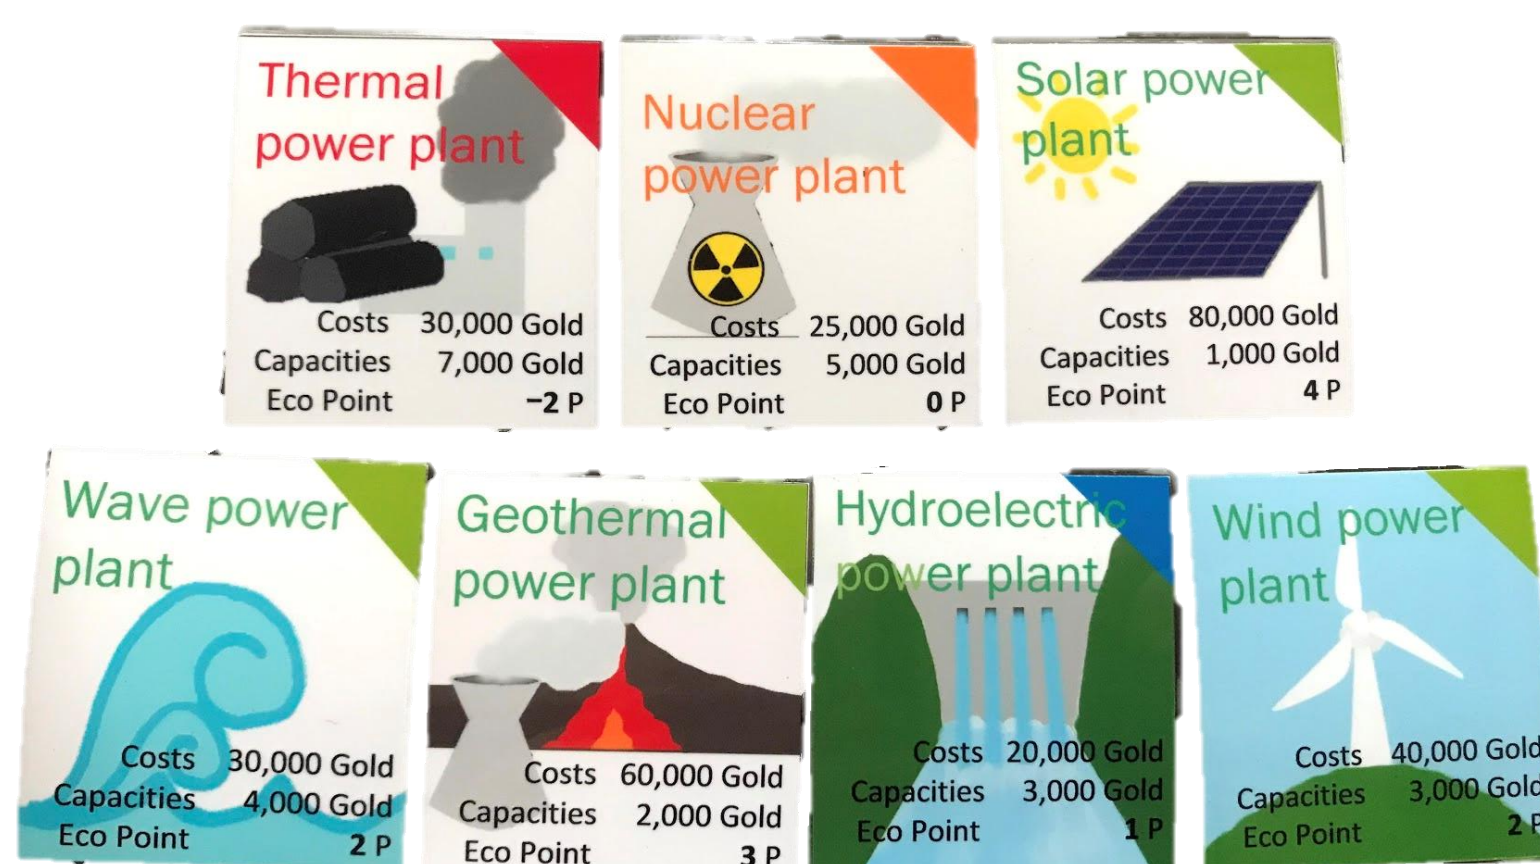 Thermal
power plant
Costs 30,000 Gold
Capacities 7,000 Gold
Eco Point −2 P
Nuclear
power plant
Costs 25,000 Gold
Capacities 5,000 Gold
Eco Point 0 P
Solar power
plant
Costs 80,000 Gold
Capacities 1,000 Gold
Eco Point 4 P
Wave power
plant
Costs 30,000 Gold
Capacities 4,000 Gold
Eco Point 2 P
Geothermal
power plant
Costs 60,000 Gold
Capacities 2,000 Gold
Eco Point 3 P
Hydroelectric
power plant
Costs 20,000 Gold
Capacities 3,000 Gold
Eco Point 1 P
Wind power
plant
Costs 40,000 Gold
Capacities 3,000 Gold
Eco Point 2 P